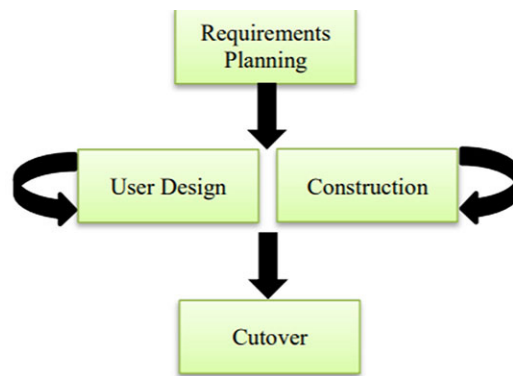 Requirements
Planning
User Design
Construction
Cutover